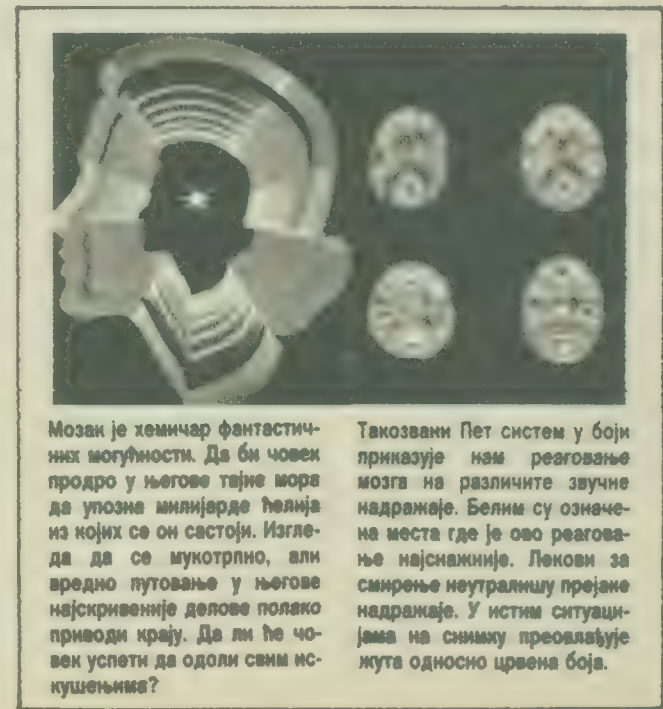 Мозак је хемичар фантастич-
них могућности. Да би човек
продро у његове тајне мора
да упозна милијарде ћелија
из којих се он састоји. Изгле-
да да се мукотрпно, али
вредно путовање у његове
најскривеније делове полако
приводи крају. Да ли ће чо-
век успети да одоли свим ис-
кушењима?
Такозвани Пет систем у боји
приказује нам реаговање
мозга на различите звучне
надражаје. Белим су означе-
на места где је ово реагова-
ње најснажније. Лекови за
смирење неутралишу прејаке
надражаје. У истим ситуаци-
јама на снимку преовлађује
жута односно црвена боја.